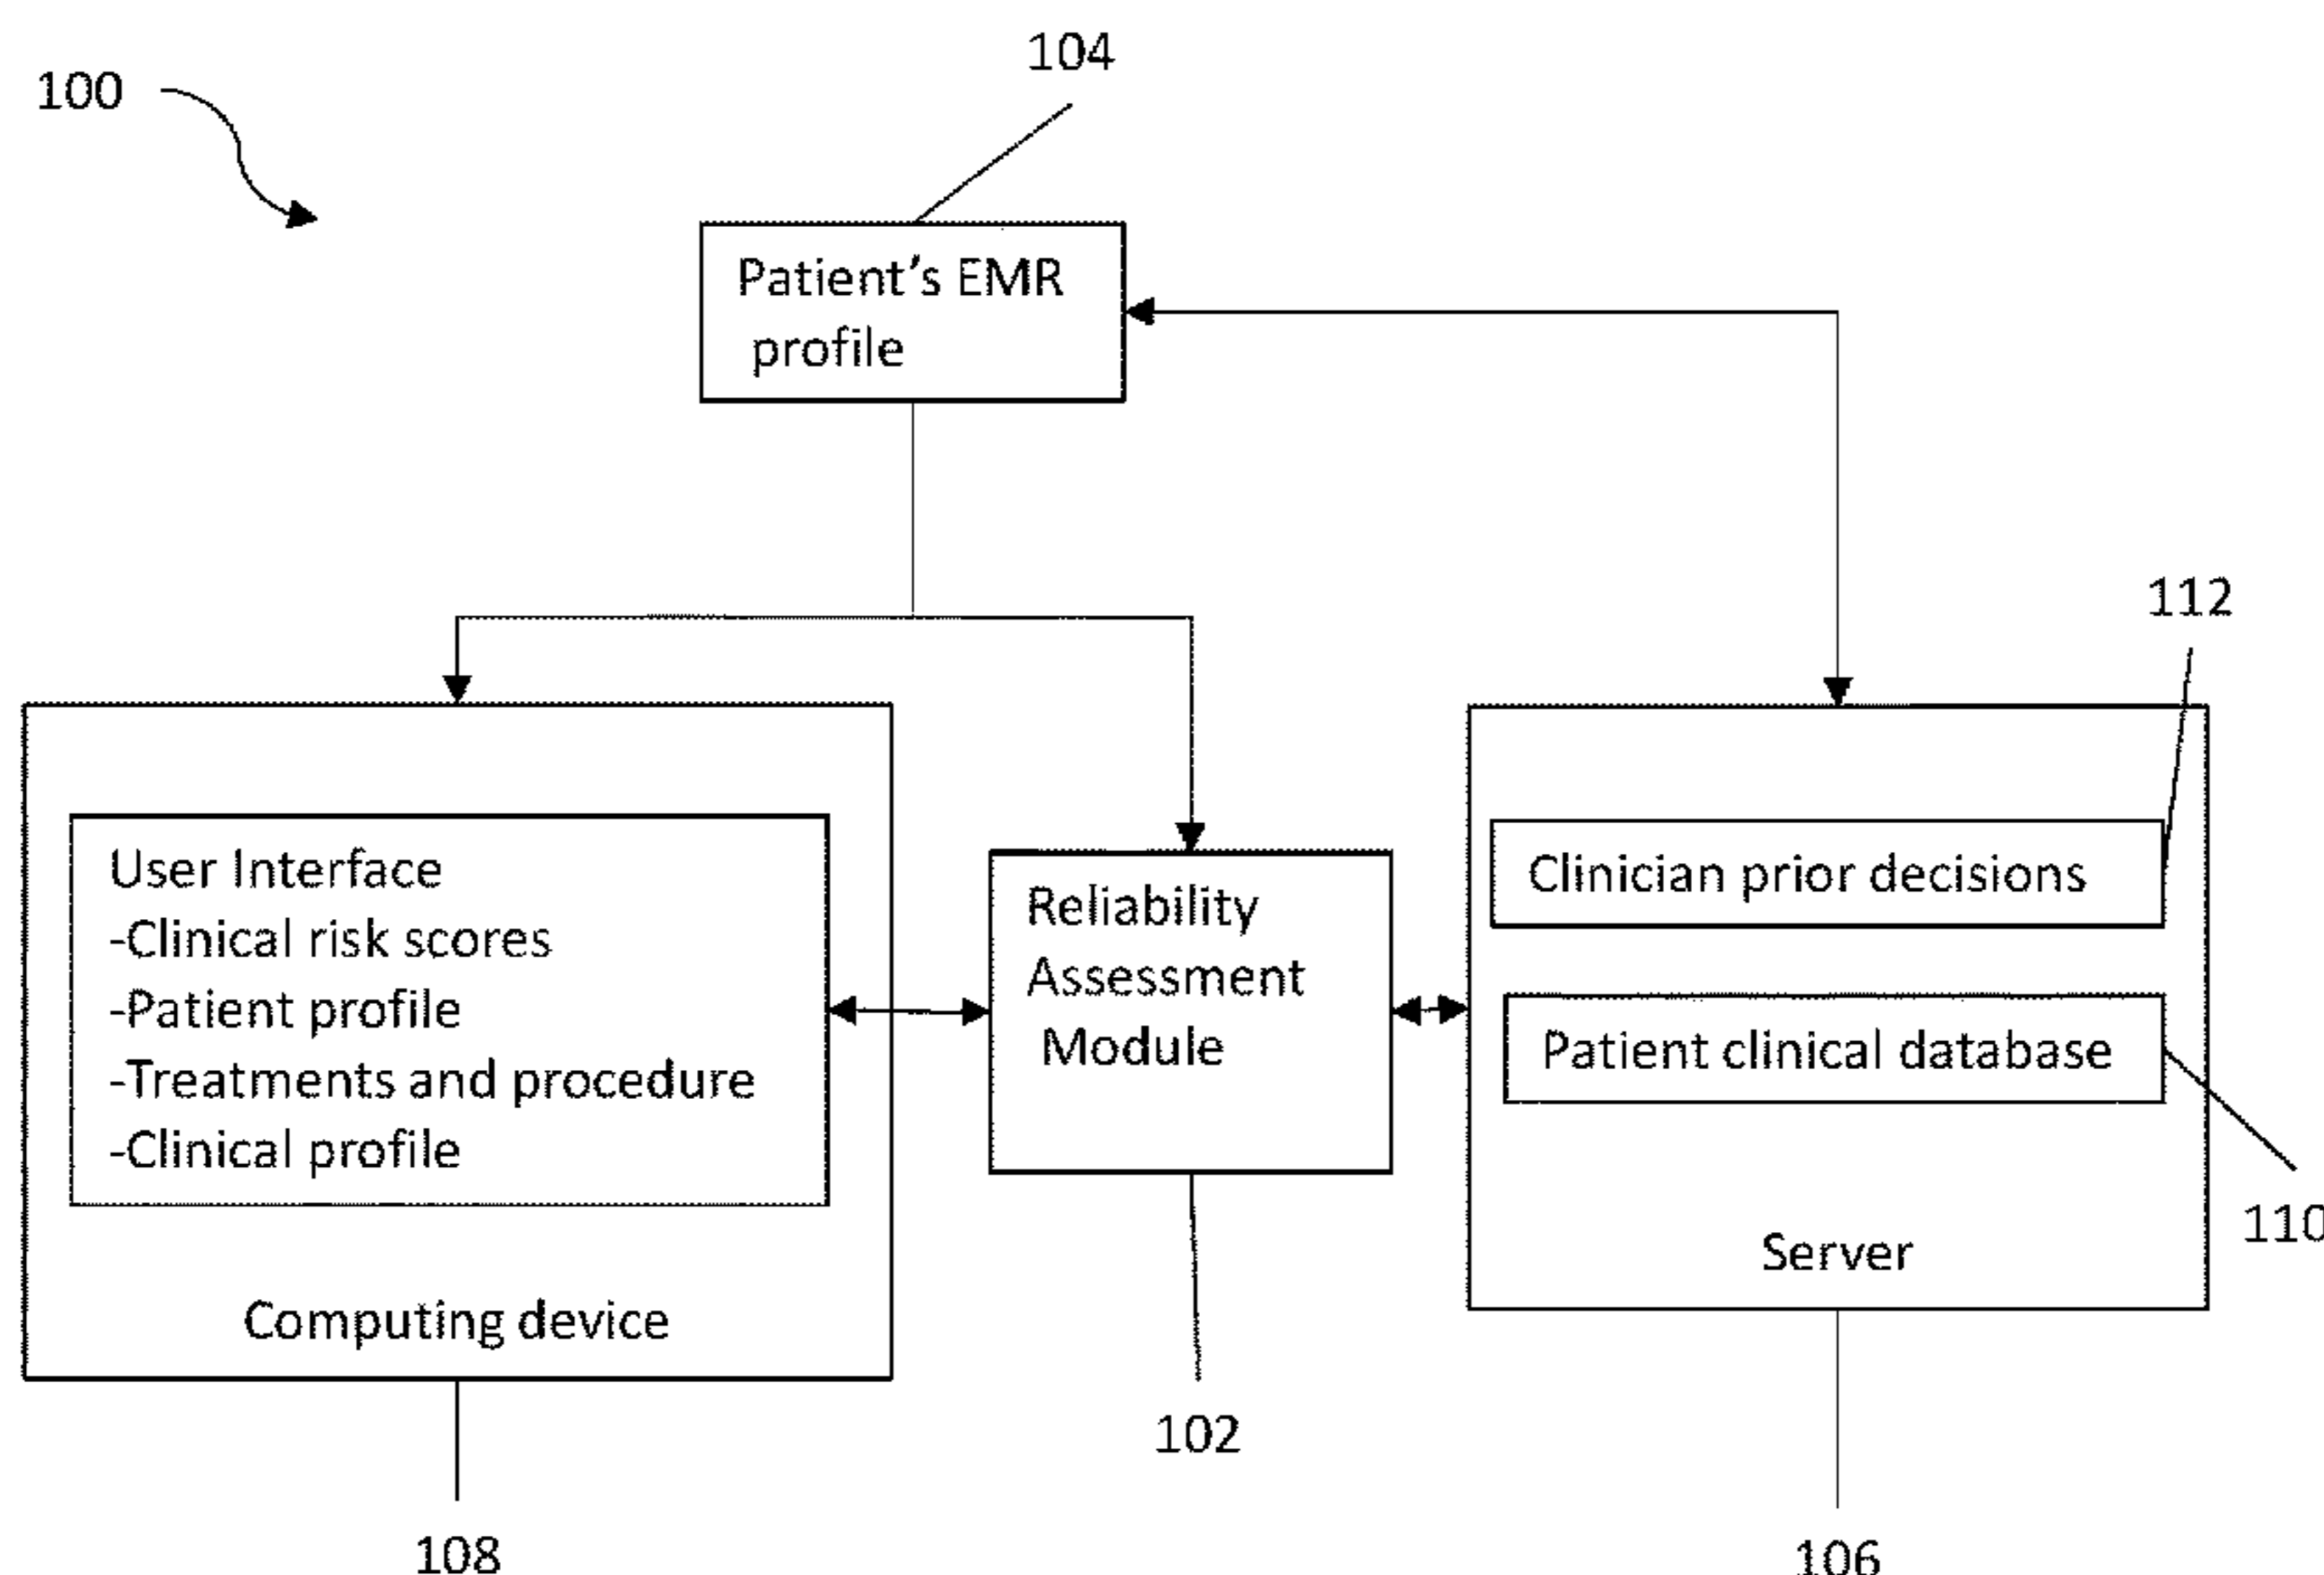 104
100
Patient's EMR
profile
112
User Interface
-Clinical risk scores
-Patient profile
-Treatments and procedure
-Clinical profile
Computing device
Reliability
Assessment
Module
Clinician prior decisions
Patient clinical database
Server
110
102
108
106